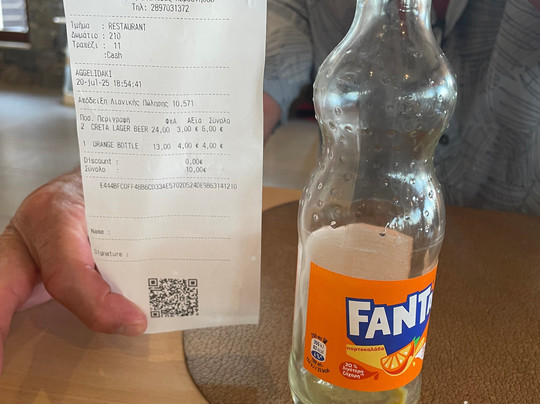 Τηλ: 2897031372
Τμήμα : RESTAURANT
Δωμάτιο : 210
Τραπέζι : 11
:Cash
AGGELIDAKI
20-Jul-25 18:54:41
Απόδειξη Λιανικής Πώλησης 10,571
Ποσ. Περιγραφή ΦΠΑ Αξία Σύνολο
2 CRETA LAGER BEER 24,00 3,00 € 6,00 €
1 ORANGE BOTTLE 13,00 4,00 € 4,00 €
Discount : 0,00€
Σύνολο : 10,00€
Name :
Signature :
FANT
πορτοκαλάδα